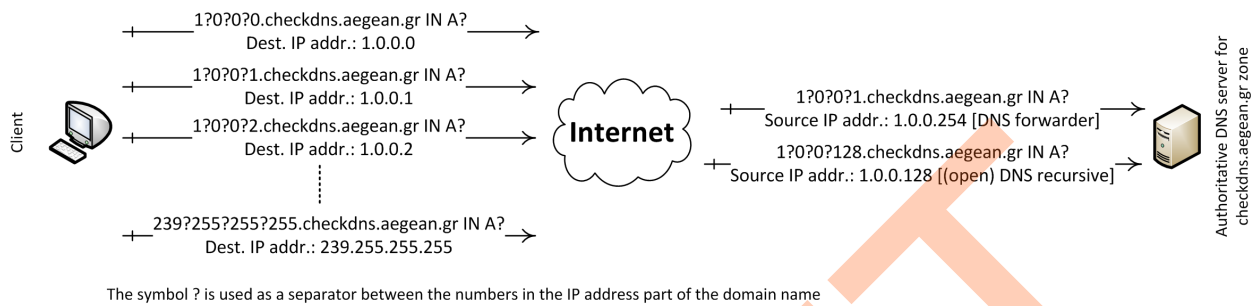 Client
1?0?0?0.checkdns.aegean.gr IN A?
Dest. IP addr.: 1.0.0.0
1?0?0?1.checkdns.aegean.gr IN A?
Dest. IP addr.: 1.0.0.1
1?0?0?2.checkdns.aegean.gr IN A?
Dest. IP addr.: 1.0.0.2
239?255?255?255.checkdns.aegean.gr IN A?
Dest. IP addr.: 239.255.255.255
Internet
1?0?0?1.checkdns.aegean.gr IN A?
Source IP addr.: 1.0.0.254 [DNS forwarder]
1?0?0?128.checkdns.aegean.gr IN A?
Source IP addr.: 1.0.0.128 [(open) DNS recursive]
Authoritative DNS server for
checkdns.aegean.gr zone
The symbol ? is used as a separator between the numbers in the IP address part of the domain name